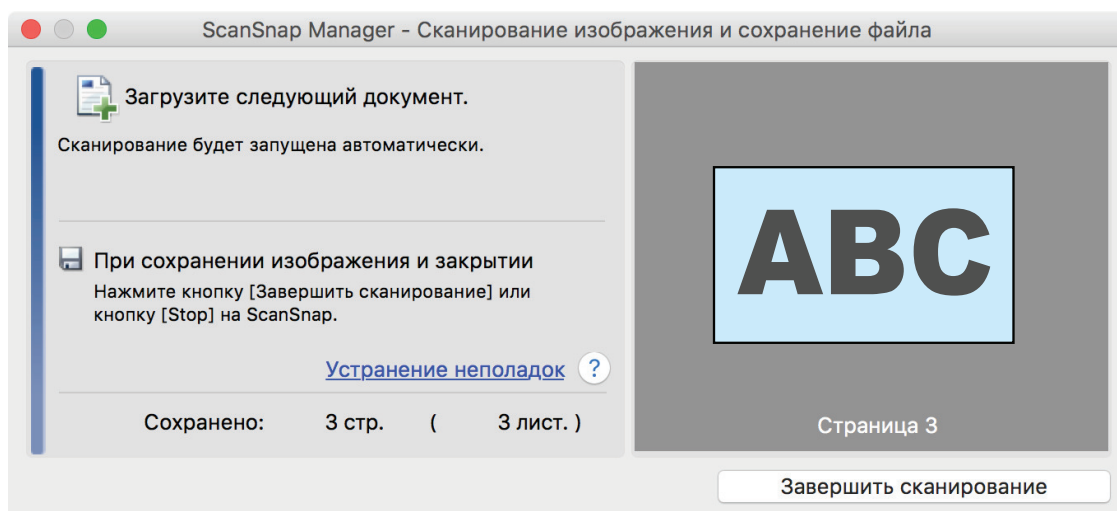 ScanSnap Manager - Сканирование изображения и сохранение файла
Загрузите следующий документ.
Сканирование будет запущена автоматически.
При сохранении изображения и закрытии
Нажмите кнопку [Завершить сканирование] или
кнопку [Stop] на ScanSnap.
Устранение неполадок ?
Сохранено: 3 стр. ( 3 лист. )
ABC
Страница 3
Завершить сканирование